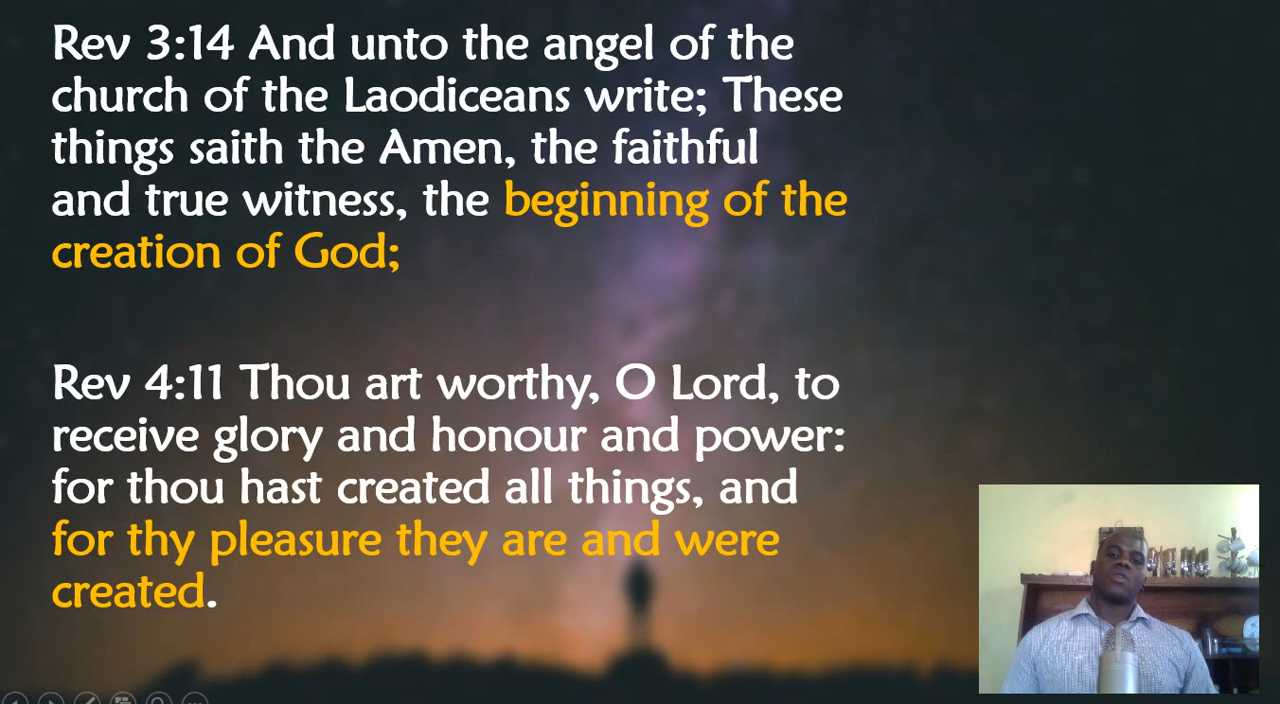 Rev 3:14 And unto the angel of the
church of the Laodiceans write; These
things saith the Amen, the faithful
and true witness, the beginning of the
creation of God;
Rev 4:11 Thou art worthy, O Lord, to
receive glory and honour and power:
for thou hast created all things, and
for thy pleasure they are and were
created.